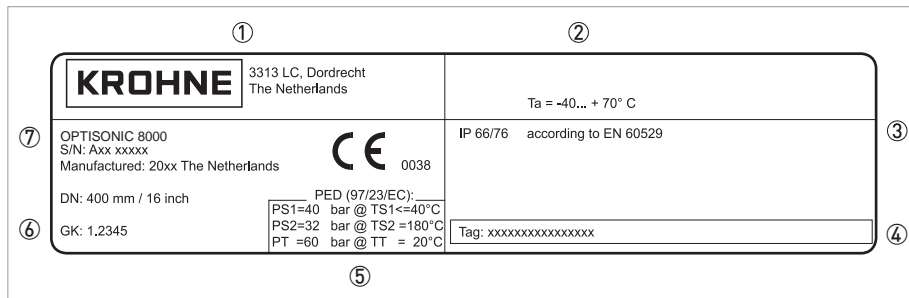 ① ②
KROHNE
3313 LC, Dordrecht
The Netherlands
Ta = -40... + 70° C
⑦
OPTISONIC 8000
S/N: Axx xxxxx
Manufactured: 20xx The Netherlands
CE 0038
IP 66/76 according to EN 60529
③
DN: 400 mm / 16 inch
PED (97/23/EC):
PS1=40 bar @ TS1<=40°C
PS2=32 bar @ TS2 =180°C
PT =60 bar @ TT = 20°C
⑥
GK: 1.2345
Tag: xxxxxxxxxxxxxxxx
④
⑤